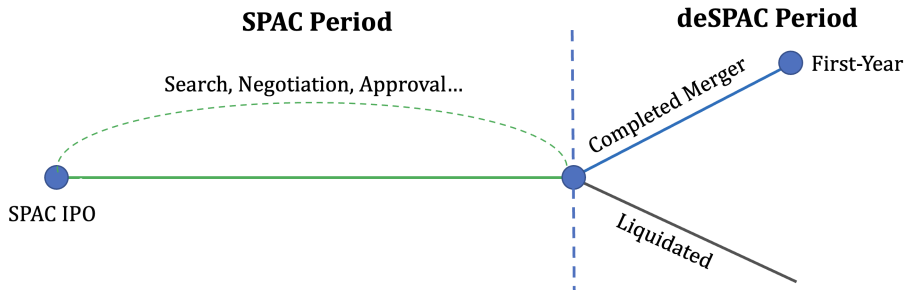 SPAC Period
deSPAC Period
Search, Negotiation, Approval...
Completed Merger
First-Year
SPAC IPO
Liquidated